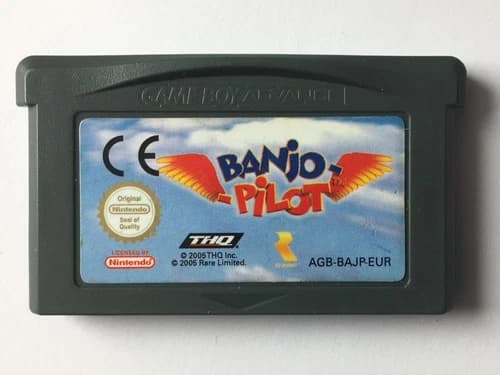 GAME BOY ADVANCE
CE
BANJO-
-PILOT
Original
Nintendo
Seal of
Quality
LICENSED BY
Nintendo
THQ
© 2005 THQ Inc.
© 2005 Rare Limited.
R
AGB-BAJP-EUR